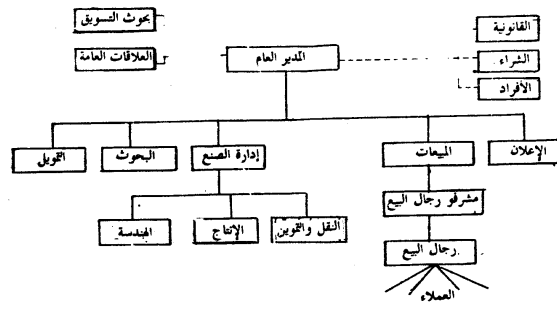 القانونية
بحوث التسويق
الشراء
المدير العام
العلاقات العامة
الأفراد
الإعلان
المبيعات
إدارة الصنع
البحوث
التمويل
مشرفو رجال البيع
النقل والتموين
الإنتاج
الهندسة
رجال البيع
العملاء